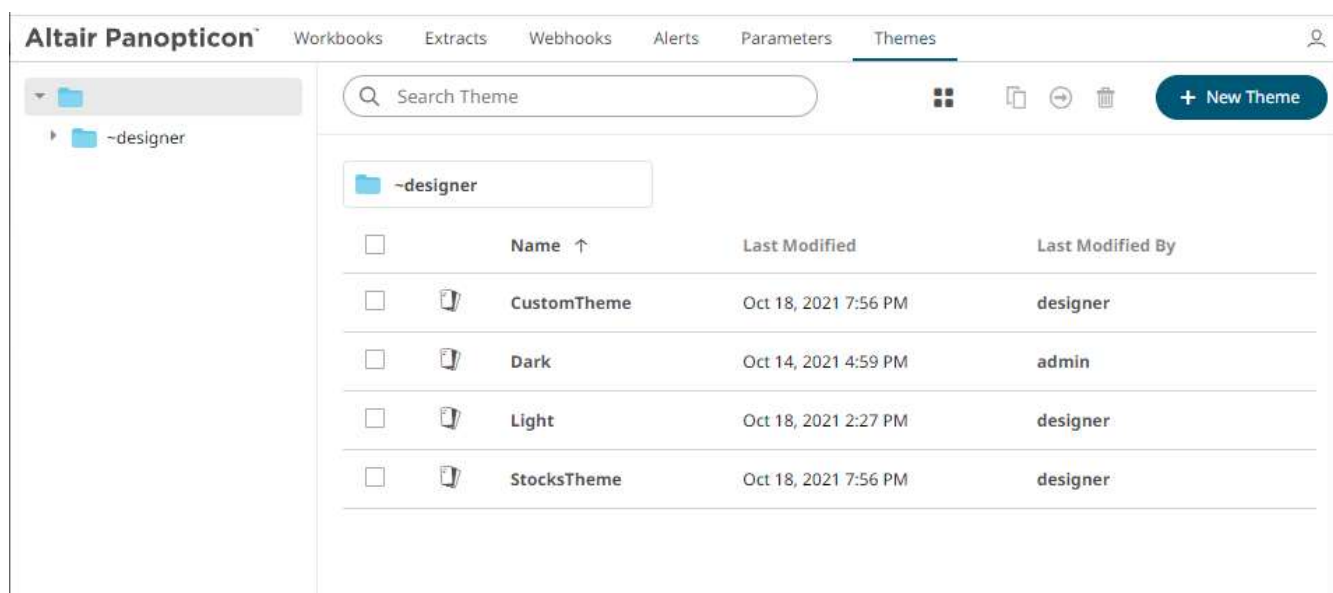 Altair Panopticon™ Workbooks Extracts Webhooks Alerts Parameters Themes
Search Theme + New Theme
~designer
~designer
Name ↑ Last Modified Last Modified By
CustomTheme Oct 18, 2021 7:56 PM designer
Dark Oct 14, 2021 4:59 PM admin
Light Oct 18, 2021 2:27 PM designer
StocksTheme Oct 18, 2021 7:56 PM designer